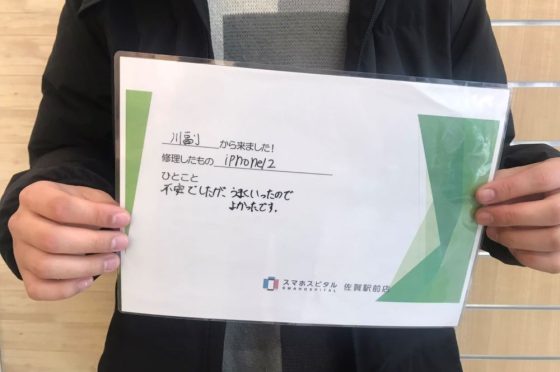 川副 から来ました!
修理したもの iphone12
ひとこと
不安でしたが、うまくいったので
よかったです。
スマホスピタル 佐賀駅前店
SMAHOSPITAL